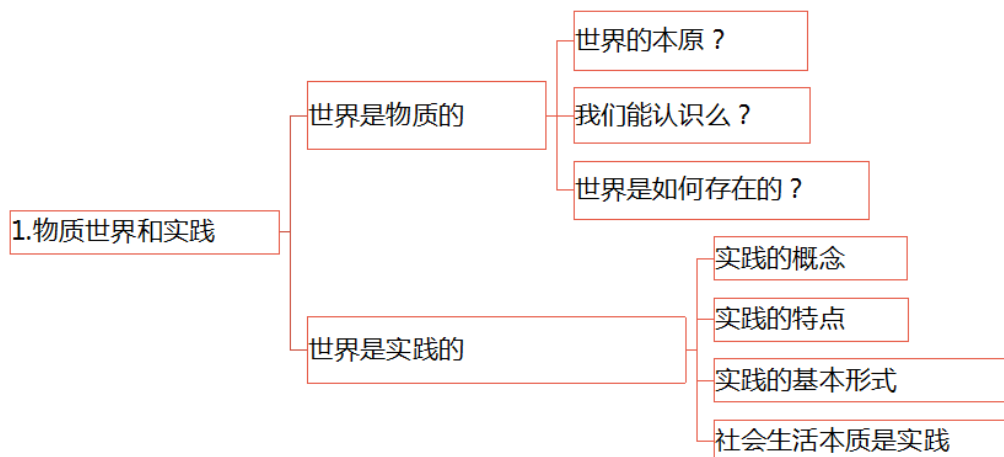 1.物质世界和实践
世界是物质的
世界的本原？
我们能认识么？
世界是如何存在的？
世界是实践的
实践的概念
实践的特点
实践的基本形式
社会生活本质是实践